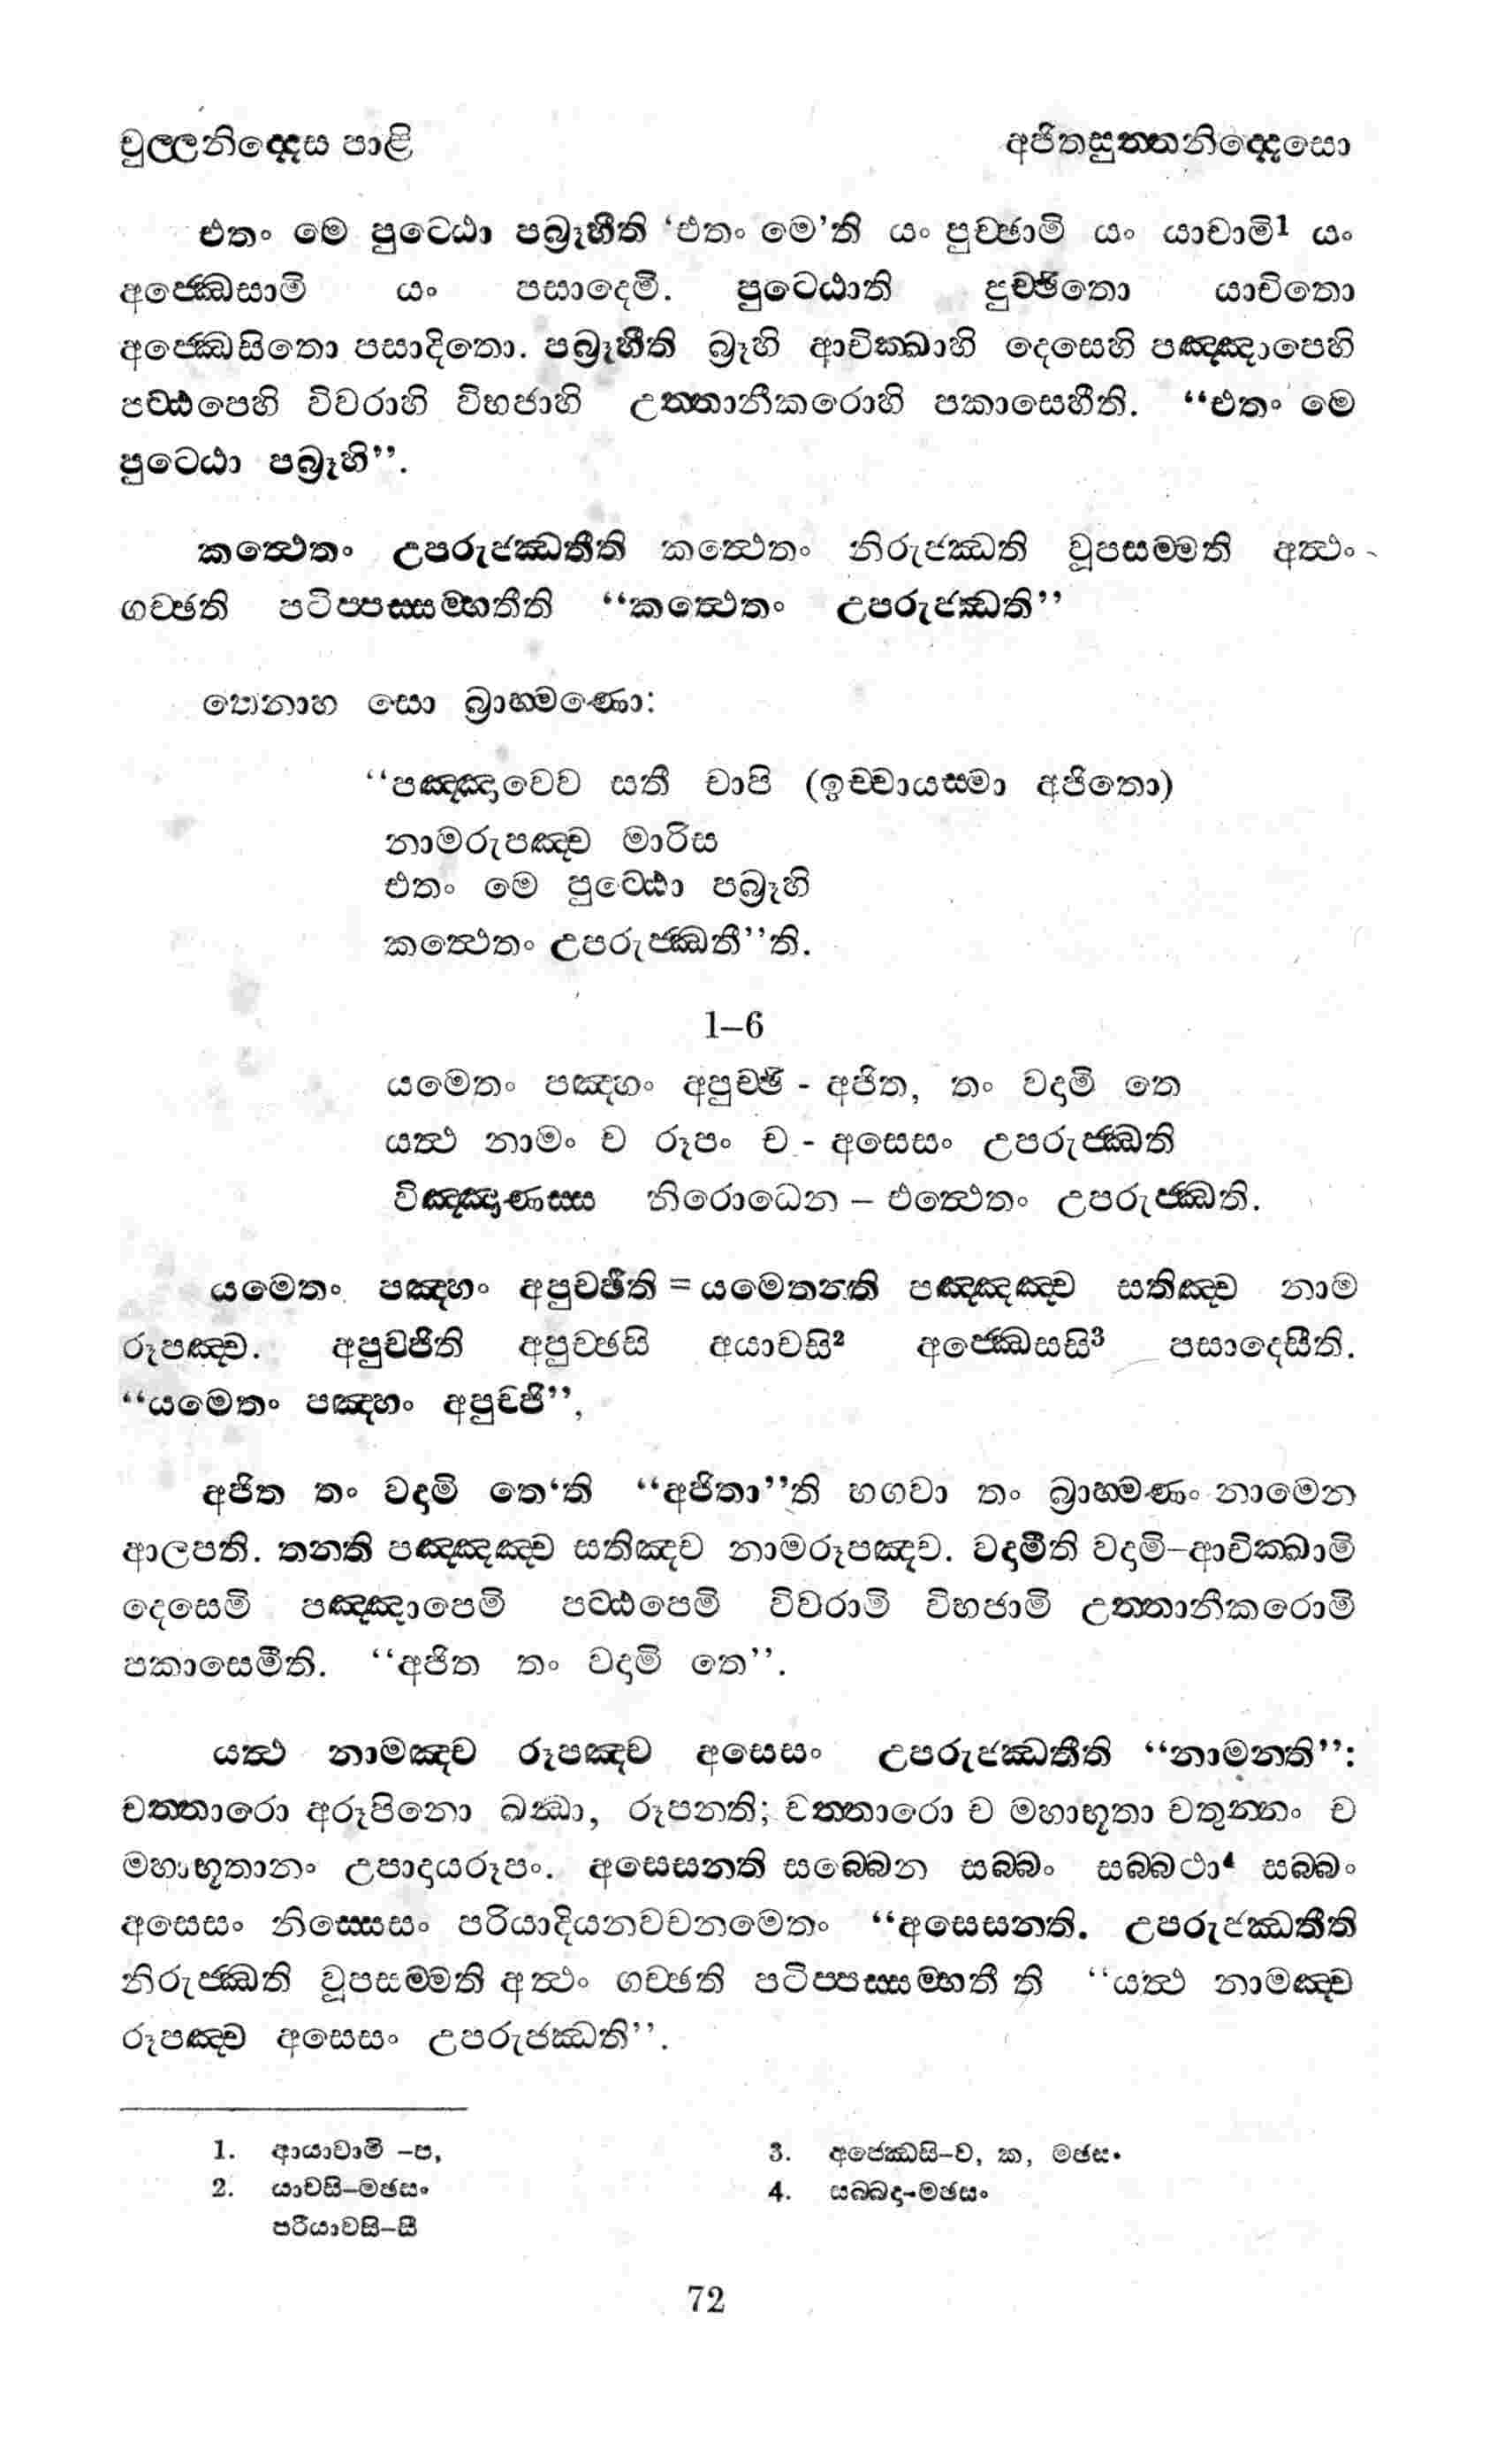 චුල්ලනිද්දෙස පාළි
අජිතසුත්තනිද්දෙසො
එතං මෙ පුට්ඨො පබ්‍රූහීති ‘එතං මෙ’ති යං පුච්ඡාමි යං යාචාමි1 යං
අජ්ඣෙසාමි යං පසාදෙමි. පුට්ඨොති පුච්ඡිතො යාචිතො
අජ්ඣෙසිතො පසාදිතො. පබ්‍රූහීති බ්‍රූහි ආචික්ඛාහි දෙසෙහි පඤ්ඤාපෙහි
පට්ඨපෙහි විවරාහි විභජාහි උත්තානීකරොහි පකාසෙහීති. “එතං මෙ
පුට්ඨො පබ්‍රූහි”.
කත්ථෙතං උපරුජ්ඣතීති කත්ථෙතං නිරුජ්ඣති වූපසම්මති අත්ථං
ගච්ඡති පටිප්පස්සම්භතීති “කත්ථෙතං උපරුජ්ඣති”
තෙනාහ සො බ්‍රාහ්මණො:
“පඤ්ඤාචෙව සතී චාපි (ඉච්චායස්මා අජිතො)
නාමරුපඤ්ච මාරිස
එතං මෙ පුට්ඨො පබ්‍රූහි
කත්ථෙතං උපරුජ්ඣතී”ති.
1–6
යමෙතං පඤ්හං අපුච්ඡි - අජිත, තං වදාමි තෙ
යත්ථ නාමං ච රූපං ච - අසෙසං උපරුජ්ඣති
විඤ්ඤාණස්ස නිරොධෙන – එත්ථෙතං උපරුජ්ඣති.
යමෙතං පඤ්හං අපුච්ඡීති = යමෙතන්ති පඤ්ඤඤ්ච සතිඤ්ච නාම
රූපඤ්ච. අපුච්ඡීති අපුච්ඡසි අයාචසි2 අජ්ඣෙසසි3 පසාදෙසීති.
“යමෙතං පඤ්හං අපුච්ඡි”,
අජිත තං වදාමි තෙ‘ති “අජිතා”ති භගවා තං බ්‍රාහ්මණං නාමෙන
ආලපති. තන්ති පඤ්ඤඤ්ච සතිඤ්ච නාමරූපඤ්ච. වදාමීති වදාමි–ආචික්ඛාමි
දෙසෙමි පඤ්ඤාපෙමි පට්ඨපෙමි විවරාමි විභජාමි උත්තානීකරොමි
පකාසෙමීති. “අජිත තං වදාමි තෙ”.
යත්ථ නාමඤ්ච රූපඤ්ච අසෙසං උපරුජ්ඣතීති “නාමන්ති”:
චත්තාරො අරූපිනො ඛන්ධා, රූපන්ති; චත්තාරො ච මහාභූතා චතුන්නං ච
මහාභූතානං උපාදායරූපං. අසෙසන්ති සබ්බෙන සබ්බං සබ්බථා4 සබ්බං
අසෙසං නිස්සෙසං පරියාදියනවචනමෙතං “අසෙසන්ති. උපරුජ්ඣතීති
නිරුජ්ඣති වූපසම්මති අත්ථං ගච්ඡති පටිප්පස්සම්භතී ති “යත්ථ නාමඤ්ච
රූපඤ්ච අසෙසං උපරුජ්ඣති”.
1. ආයාචාමි –ප,
2. යාචසි–මඡසං
පරියාචසි–සී
3. අජ්ඣෙසි–ව, ක, මඡසං
4. සබ්බදා-මඡසං
72